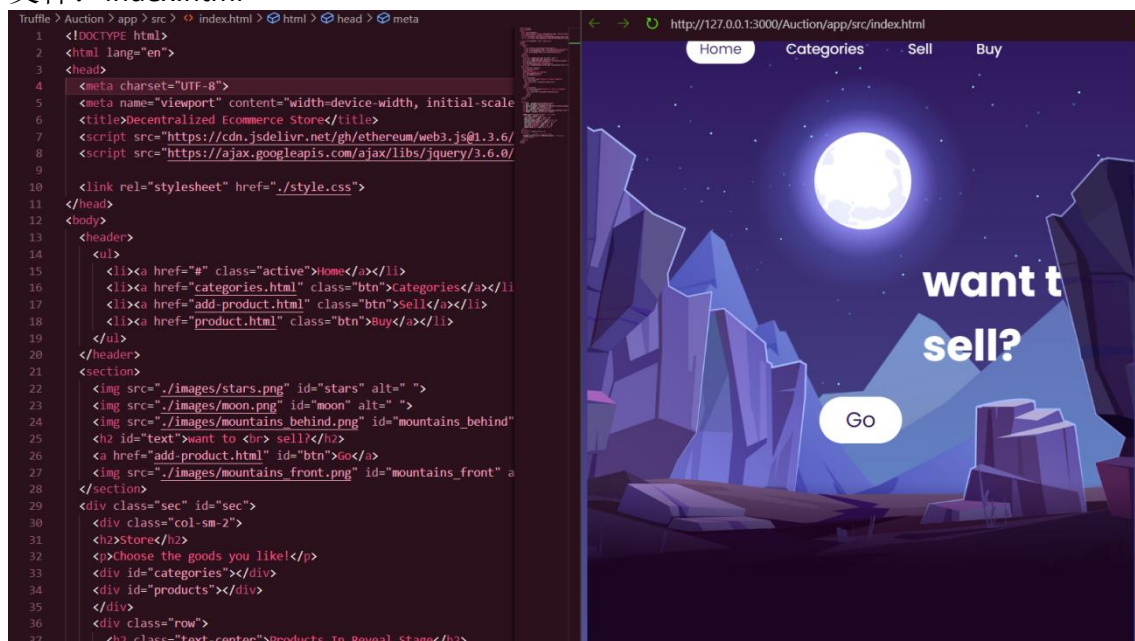 Truffle > Auction > app > src > index.html > html > head > meta
1 <!DOCTYPE html>
2 <html lang="en">
3 <head>
4 <meta charset="UTF-8">
5 <meta name="viewport" content="width=device-width, initial-scale
6 <title>Decentralized Ecommerce Store</title>
7 <script src="https://cdn.jsdelivr.net/gh/ethereum/web3.js@1.3.6/
8 <script src="https://ajax.googleapis.com/ajax/libs/jquery/3.6.0/
9
10 <link rel="stylesheet" href="./style.css">
11 </head>
12 <body>
13 <header>
14 <ul>
15 <li><a href="#" class="active">Home</a></li>
16 <li><a href="categories.html" class="btn">Categories</a></li
17 <li><a href="add-product.html" class="btn">Sell</a></li>
18 <li><a href="product.html" class="btn">Buy</a></li>
19 </ul>
20 </header>
21 <section>
22 <img src="./images/stars.png" id="stars" alt=" ">
23 <img src="./images/moon.png" id="moon" alt=" ">
24 <img src="./images/mountains_behind.png" id="mountains_behind"
25 <h2 id="text">want to <br> sell?</h2>
26 <a href="add-product.html" id="btn">Go</a>
27 <img src="./images/mountains_front.png" id="mountains_front" a
28 </section>
29 <div class="sec" id="sec">
30 <div class="col-sm-2">
31 <h2>Store</h2>
32 <p>Choose the goods you like!</p>
33 <div id="categories"></div>
34 <div id="products"></div>
35 </div>
36 <div class="row">
37 <h2 class="text-center">Products In Reveal Stage</h2>
http://127.0.0.1:3000/Auction/app/src/index.html
Home Categories Sell Buy
want t
sell?
Go